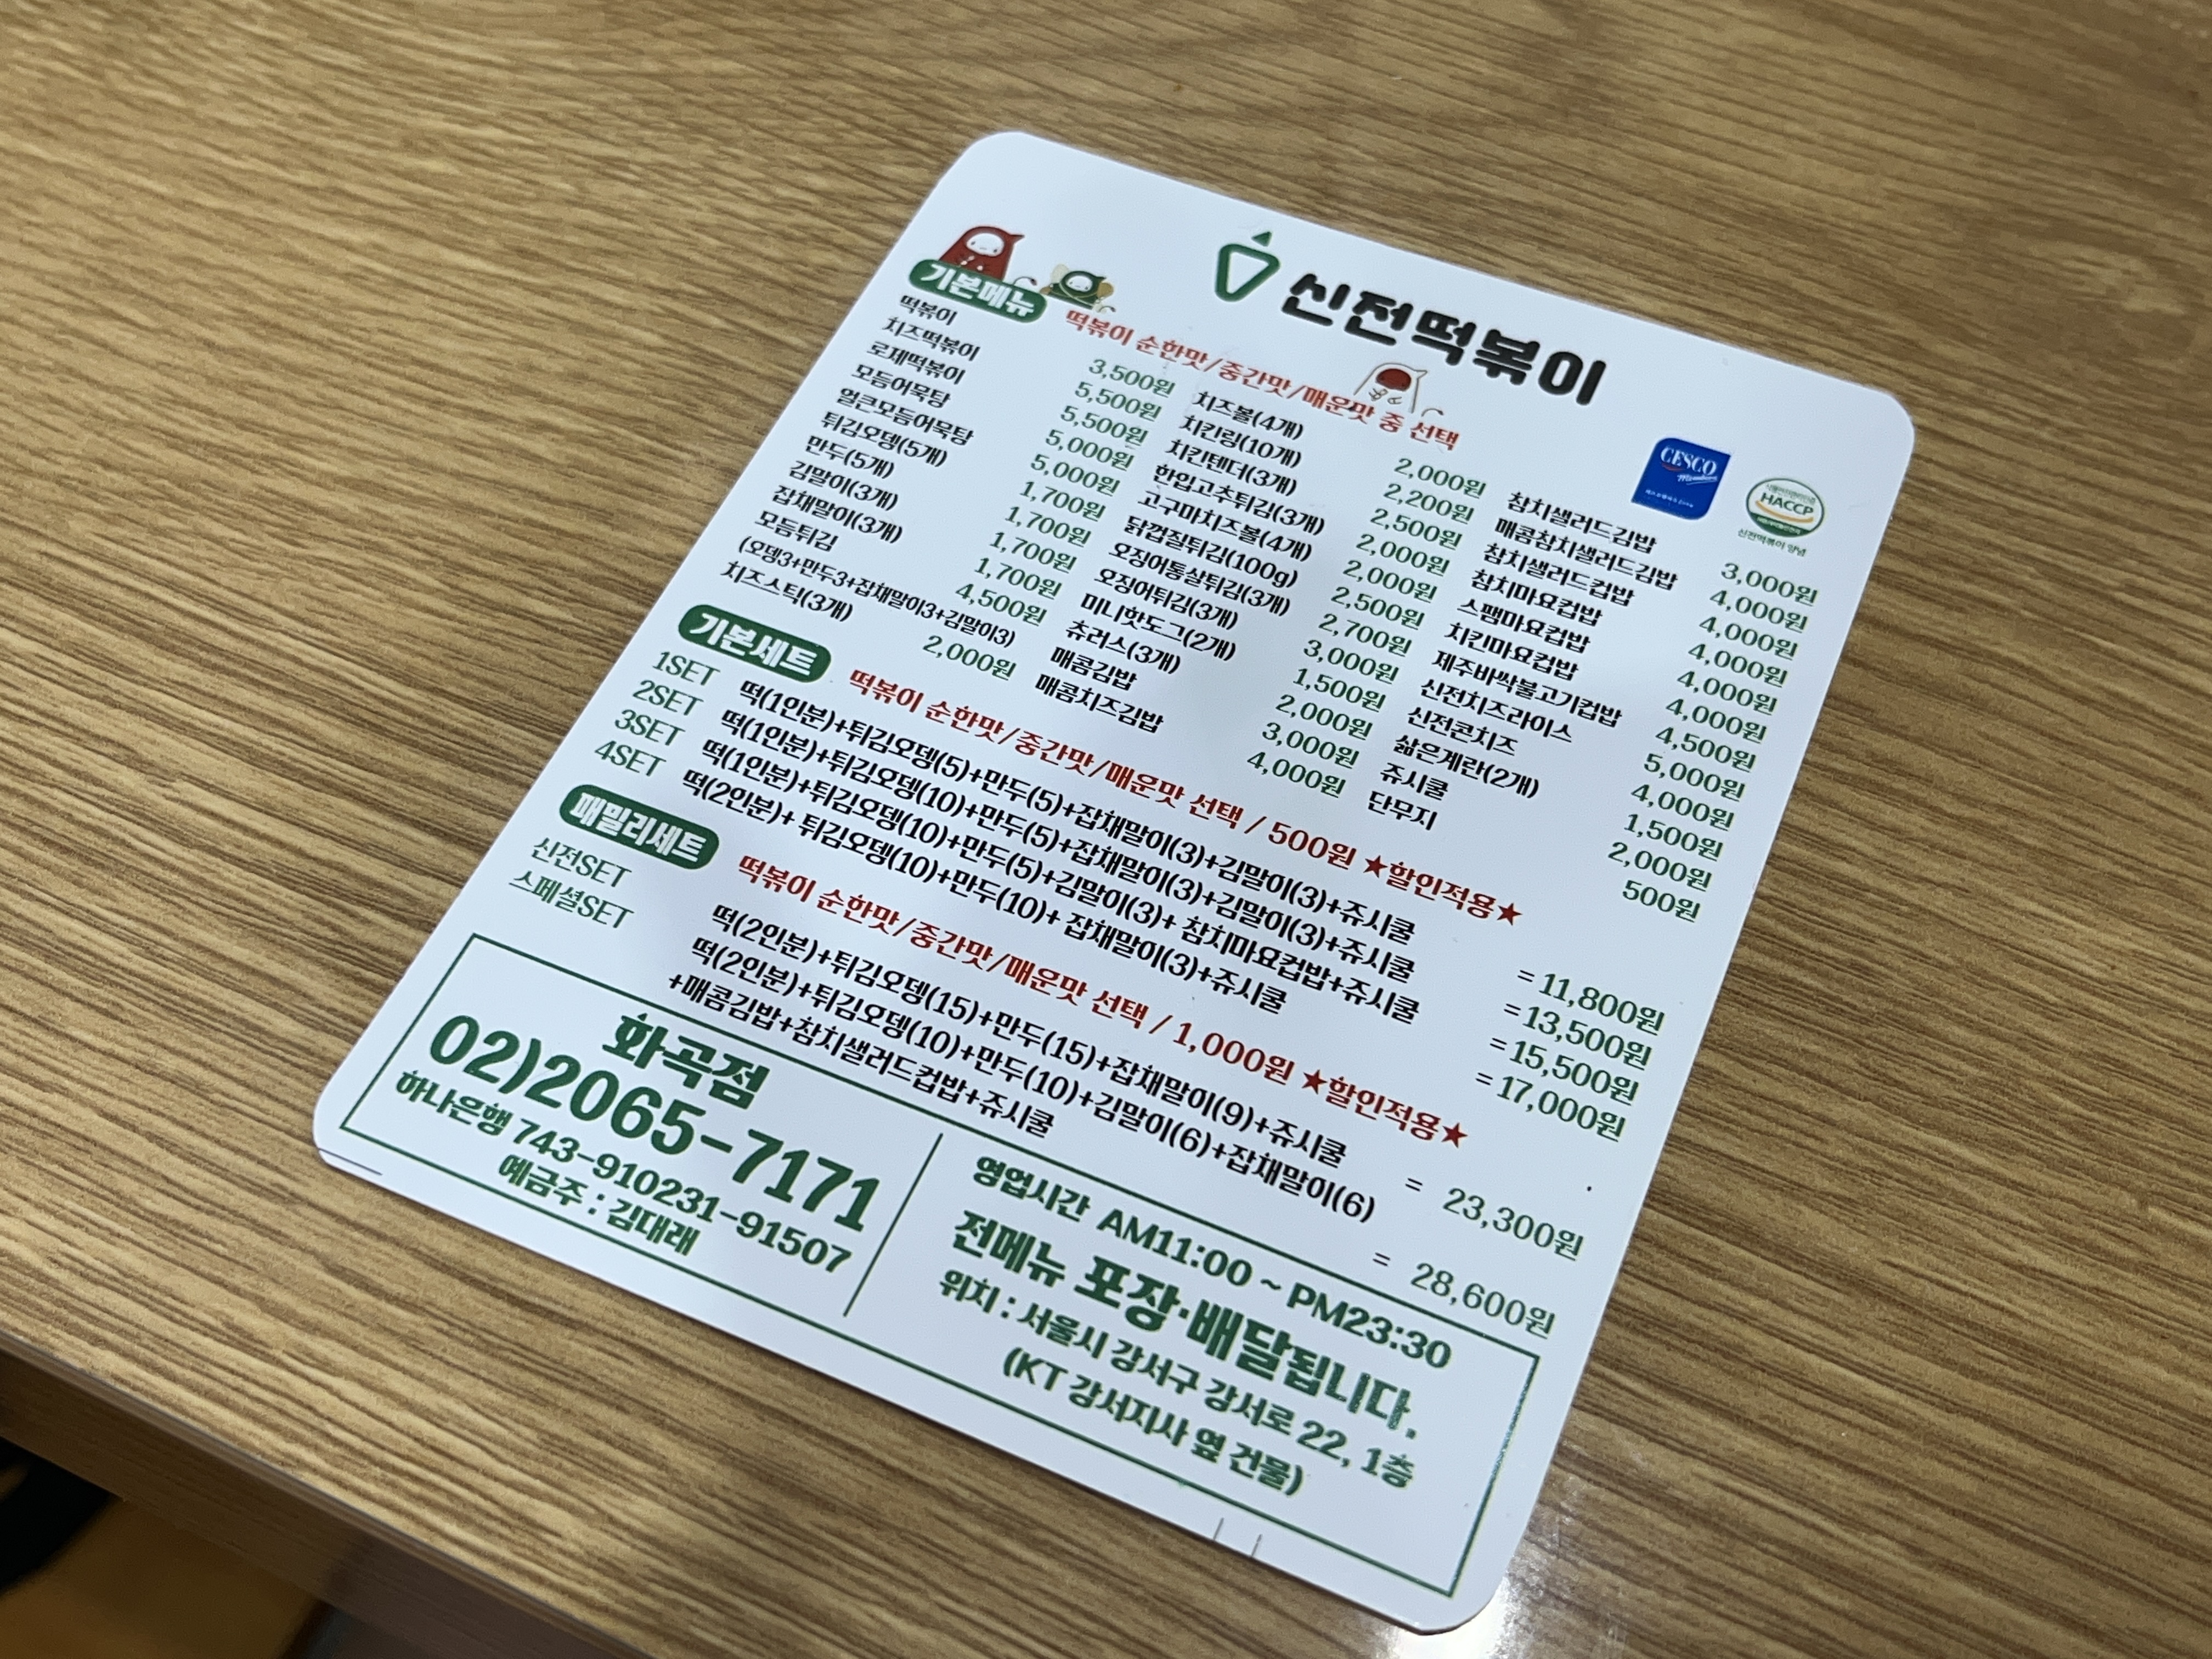 신전떡볶이
CESCO
Members
HACCP
신전떡볶이 양념
기본메뉴 떡볶이 순한맛/중간맛/매운맛 중 선택
떡볶이 3,500원
치즈떡볶이 5,500원
로제떡볶이 5,500원
모듬어묵탕 5,000원
얼큰모듬어묵탕 5,000원
튀김오뎅(5개) 1,700원
만두(5개) 1,700원
김말이(3개) 1,700원
잡채말이(3개) 1,700원
모듬튀김 4,500원
(오뎅3+만두3+잡채말이3+김말이3)
치즈스틱(3개) 2,000원
치즈볼(4개) 2,000원
치킨링(10개) 2,200원
치킨텐더(3개) 2,500원
한입고추튀김(3개) 2,000원
고구마치즈볼(4개) 2,000원
닭껍질튀김(100g) 2,500원
오징어통살튀김(3개) 2,700원
오징어튀김(3개) 3,000원
미니핫도그(2개) 1,500원
츄러스(3개) 2,000원
매콤김밥 3,000원
매콤치즈김밥 4,000원
참치샐러드김밥 3,000원
매콤참치샐러드김밥 4,000원
참치샐러드컵밥 4,000원
참치마요컵밥 4,000원
스팸마요컵밥 4,000원
치킨마요컵밥 4,000원
제주바싹불고기컵밥 4,500원
신전치즈라이스 5,000원
신전콘치즈 4,000원
삶은계란(2개) 1,500원
쥬시쿨 2,000원
단무지 500원
기본세트 떡볶이 순한맛/중간맛/매운맛 선택 / 500원 ★할인적용★
1SET 떡(1인분)+튀김오뎅(5)+만두(5)+잡채말이(3)+김말이(3)+쥬시쿨 = 11,800원
2SET 떡(1인분)+튀김오뎅(10)+만두(5)+잡채말이(3)+김말이(3)+쥬시쿨 = 13,500원
3SET 떡(1인분)+튀김오뎅(10)+만두(5)+김말이(3)+ 참치마요컵밥+쥬시쿨 = 15,500원
4SET 떡(2인분)+ 튀김오뎅(10)+만두(10)+ 잡채말이(3)+쥬시쿨 = 17,000원
패밀리세트 떡볶이 순한맛/중간맛/매운맛 선택 / 1,000원 ★할인적용★
신전SET 떡(2인분)+튀김오뎅(15)+만두(15)+잡채말이(9)+쥬시쿨 = 23,300원
스페셜SET 떡(2인분)+튀김오뎅(10)+만두(10)+김말이(6)+잡채말이(6)
+매콤김밥+참치샐러드컵밥+쥬시쿨 = 28,600원
화곡점
02)2065-7171
하나은행 743-910231-91507
예금주 : 김대래
영업시간 AM11:00 ~ PM23:30
전메뉴 포장·배달됩니다.
위치 : 서울시 강서구 강서로 22, 1층
(KT 강서지사 옆 건물)